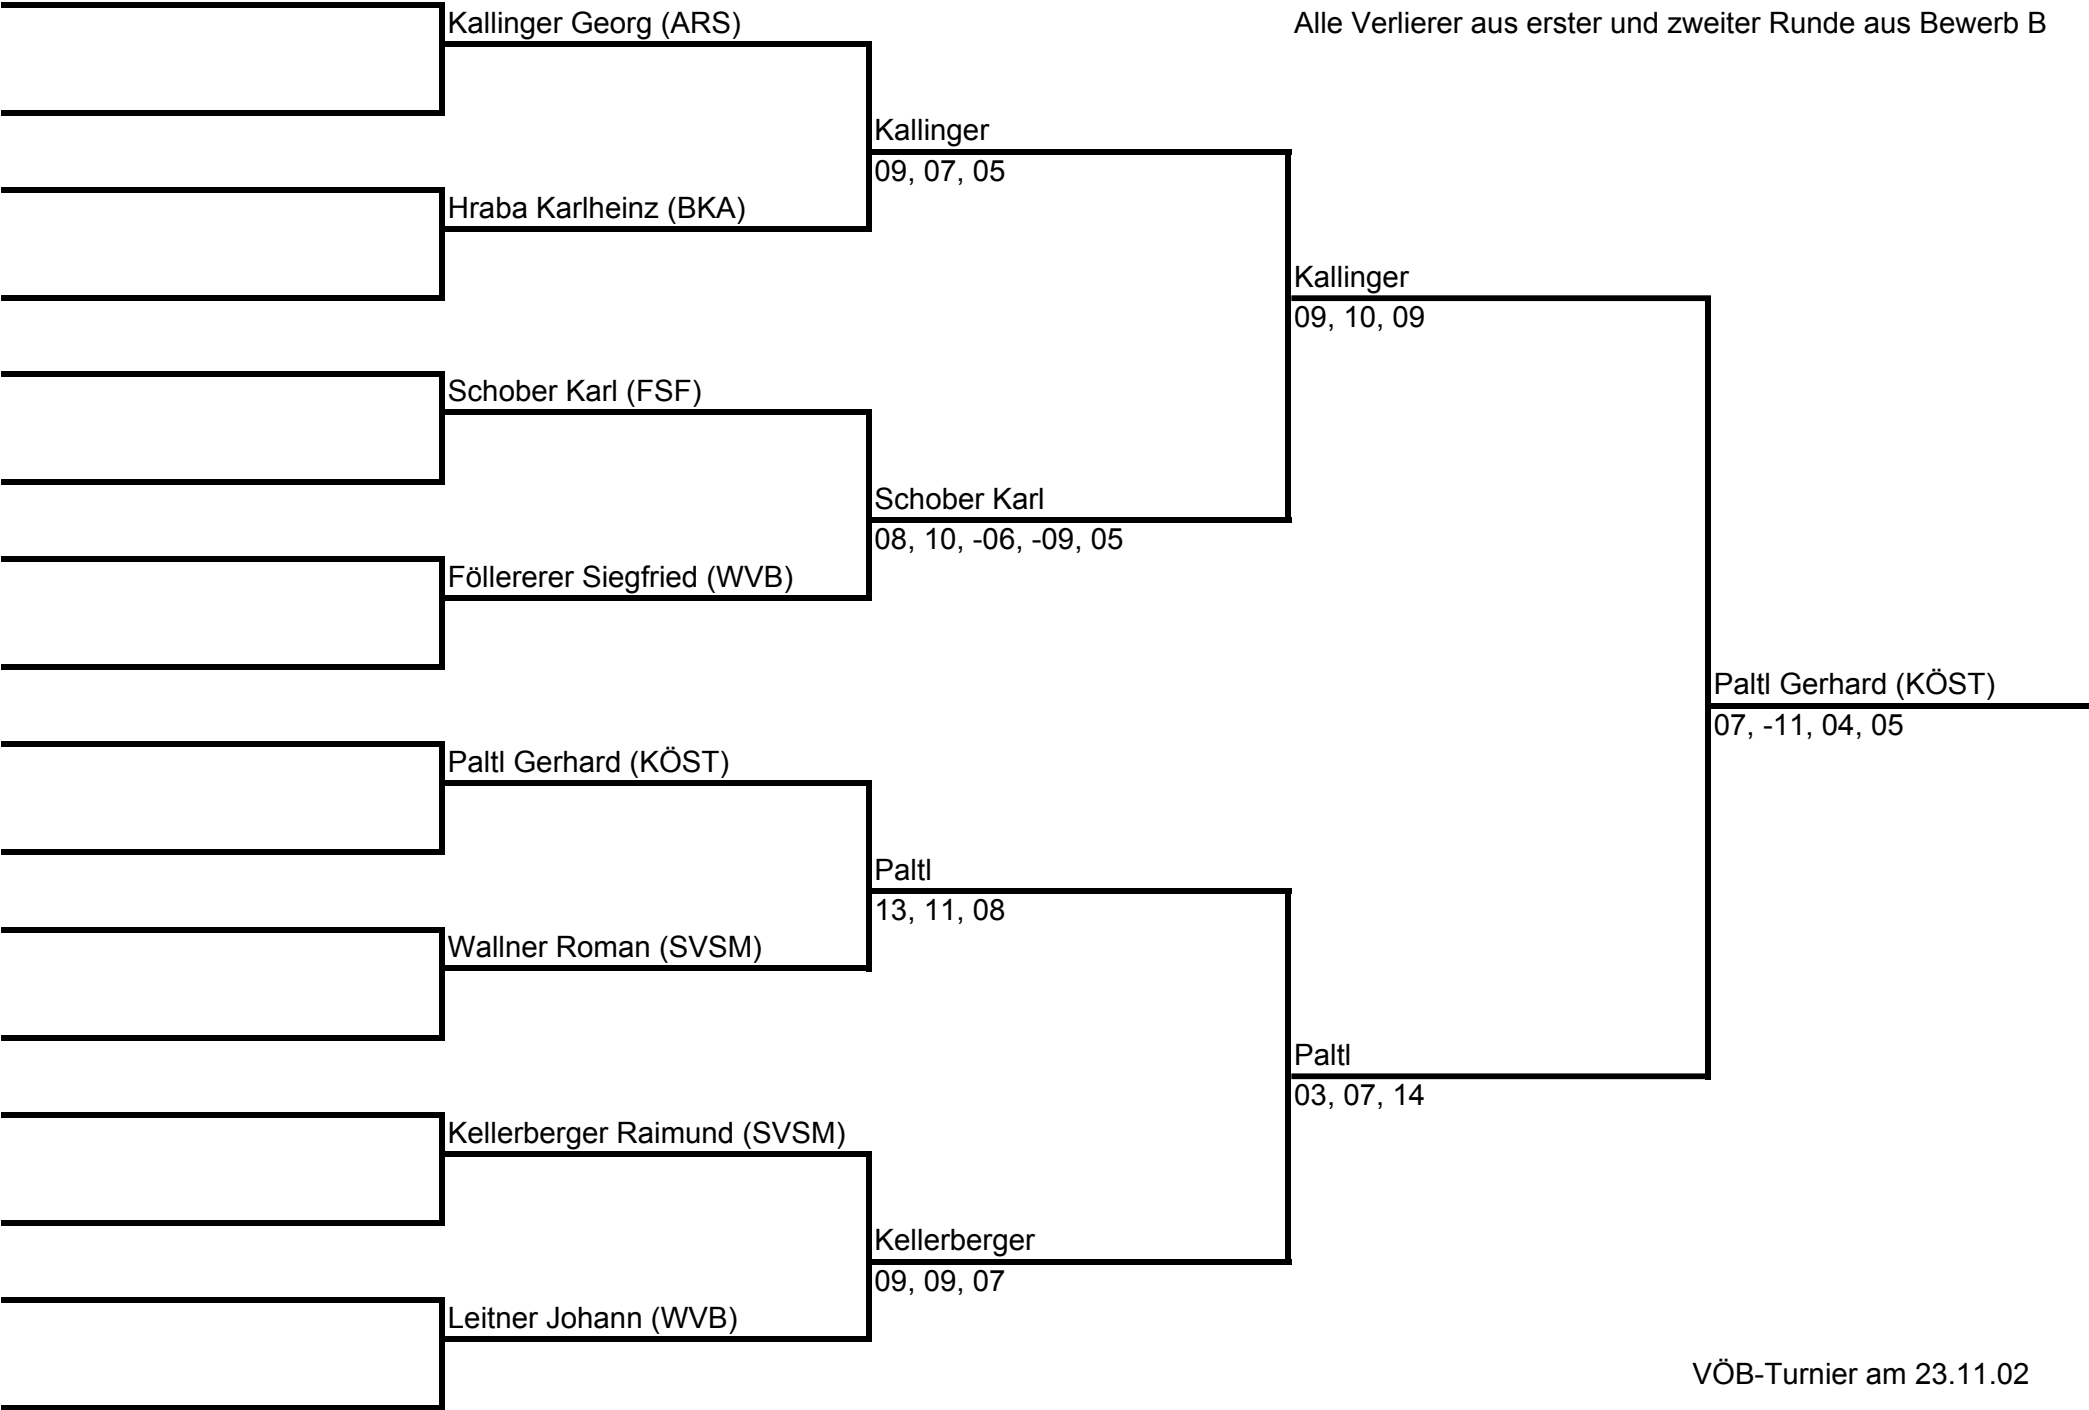 Kallinger Georg (ARS)
Alle Verlierer aus erster und zweiter Runde aus Bewerb B
Kallinger
09, 07, 05
Hraba Karlheinz (BKA)
Kallinger
09, 10, 09
Schober Karl (FSF)
Schober Karl
08, 10, -06, -09, 05
Föllererer Siegfried (WVB)
Paltl Gerhard (KÖST)
07, -11, 04, 05
Paltl Gerhard (KÖST)
Paltl
13, 11, 08
Wallner Roman (SVSM)
Paltl
03, 07, 14
Kellerberger Raimund (SVSM)
Kellerberger
09, 09, 07
Leitner Johann (WVB)
VÖB-Turnier am 23.11.02